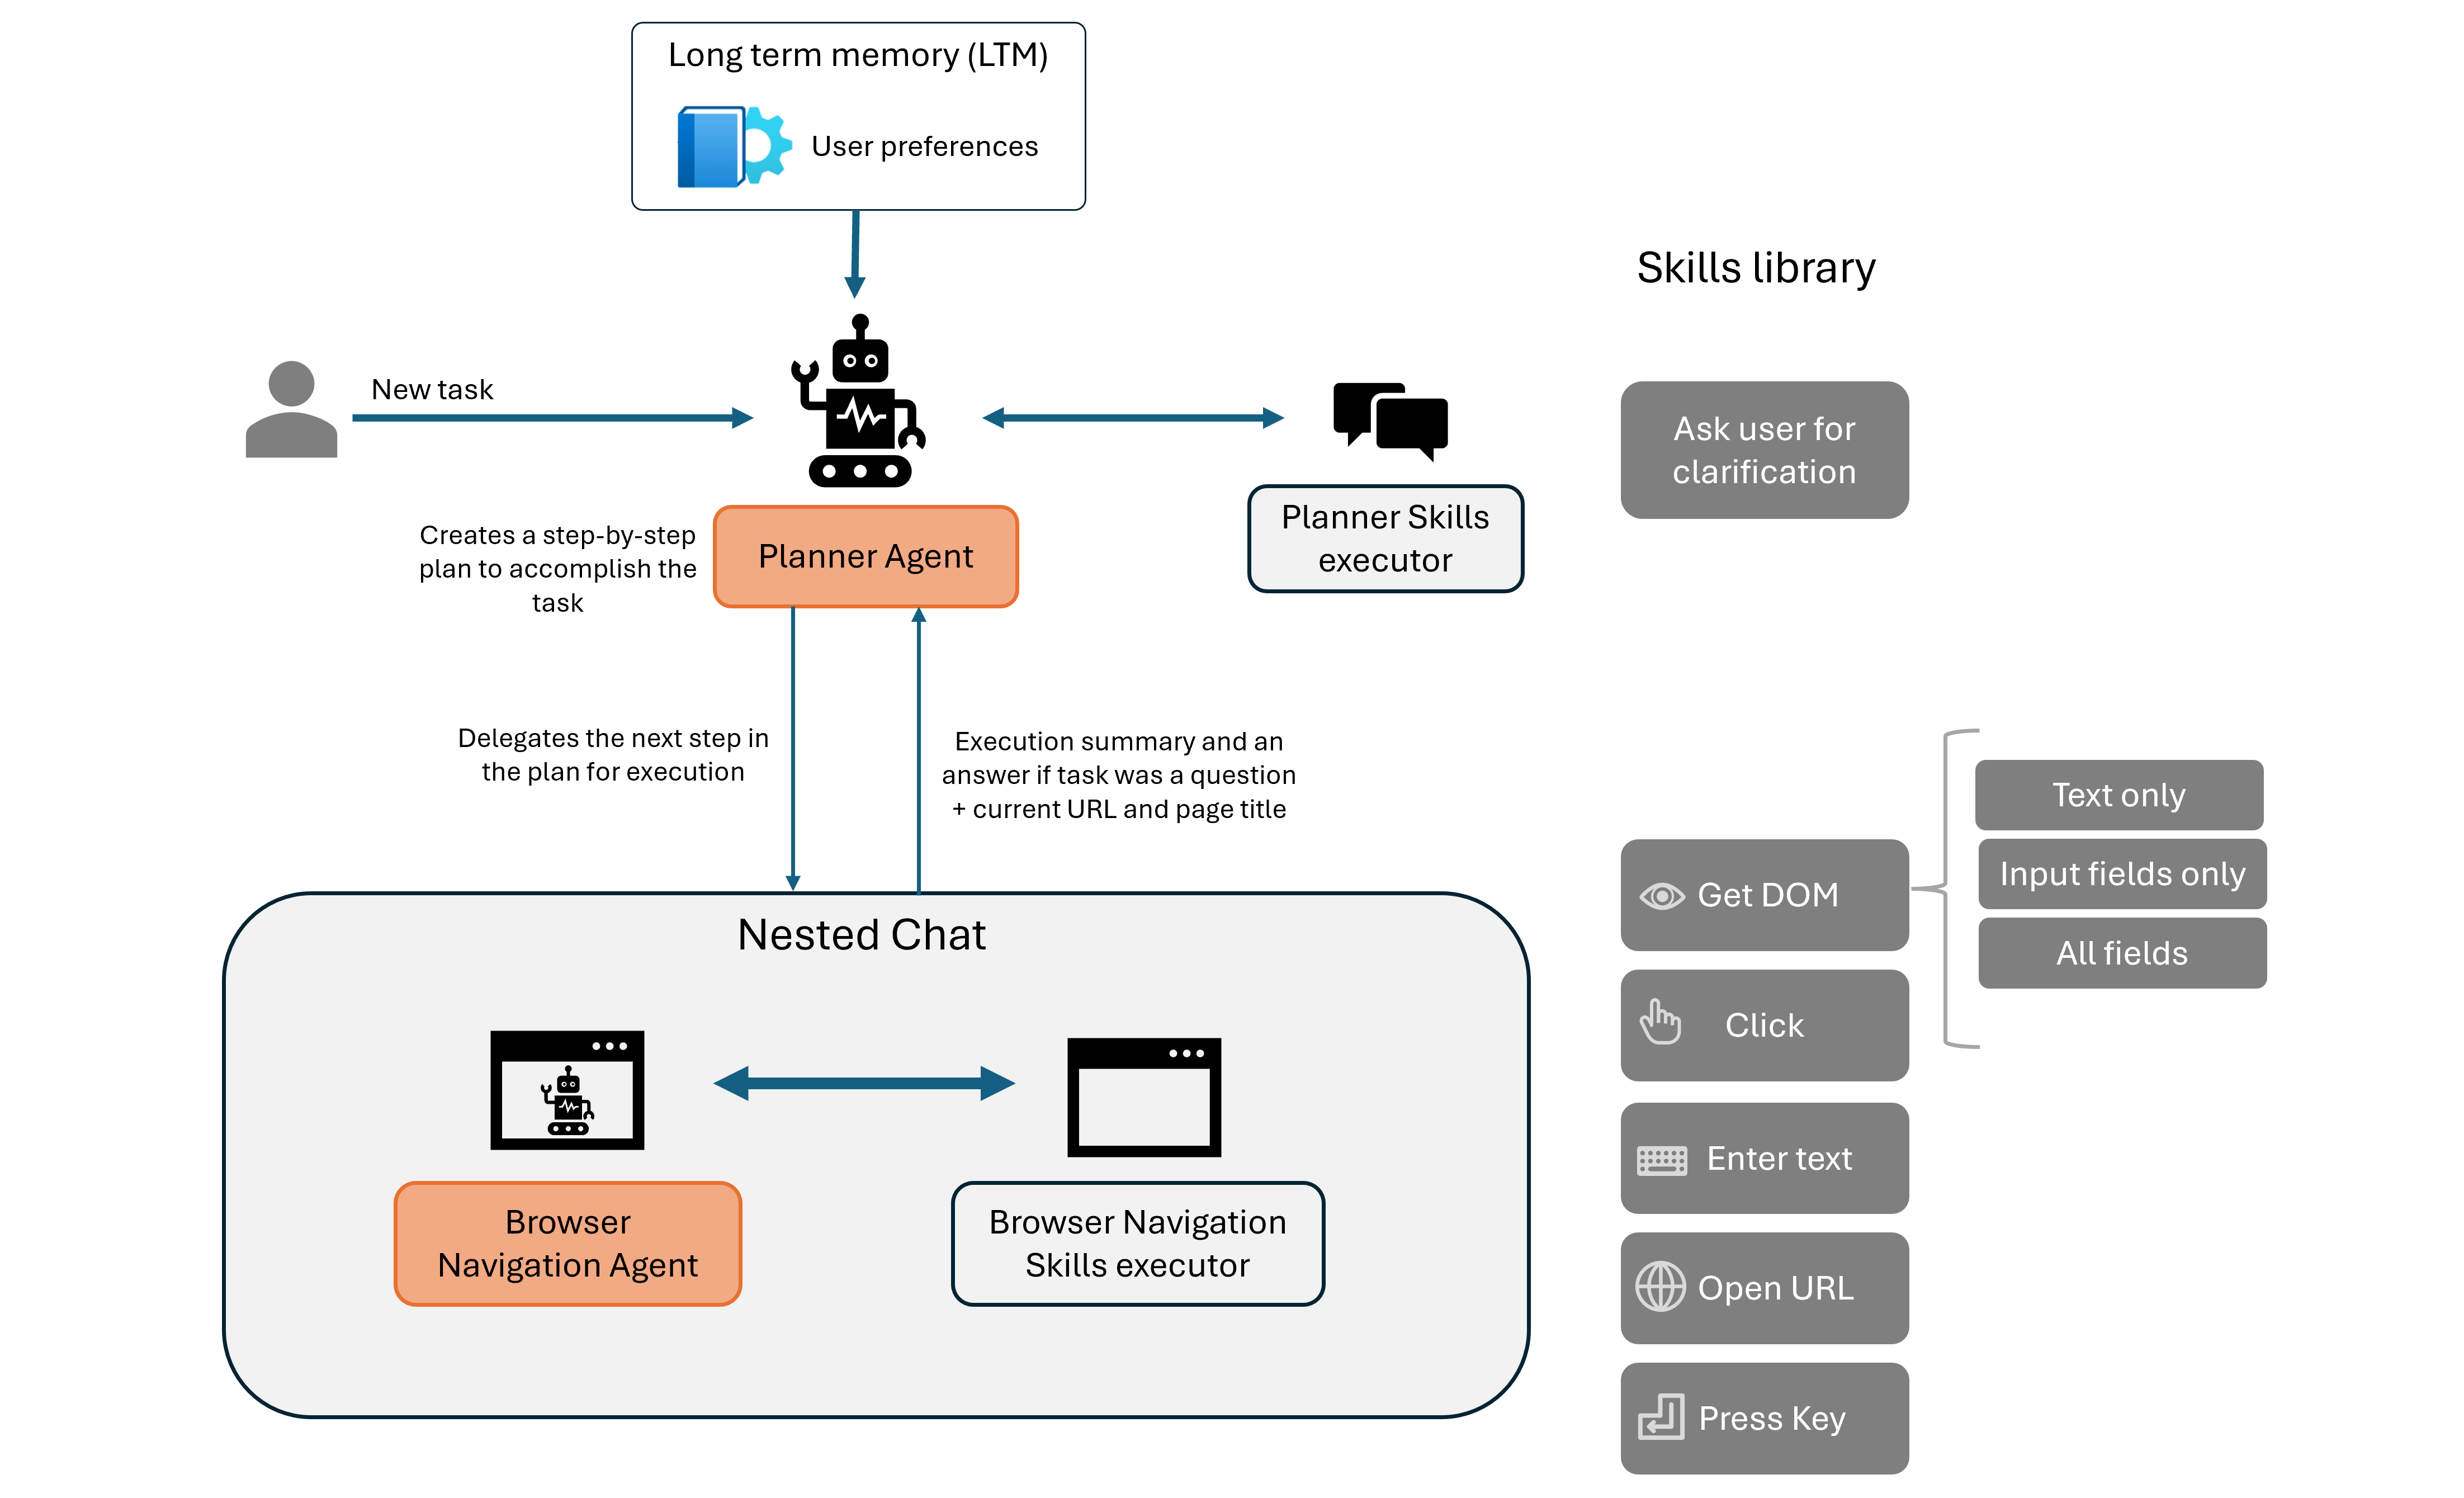 Long term memory (LTM)
User preferences
Skills library
New task
Ask user for
clarification
Planner Skills
executor
Creates a step-by-step
plan to accomplish the
task
Planner Agent
Delegates the next step in
the plan for execution
Execution summary and an
answer if task was a question
+ current URL and page title
Text only
Input fields only
All fields
Get DOM
Nested Chat
Click
Enter text
Browser
Navigation Agent
Browser Navigation
Skills executor
Open URL
Press Key